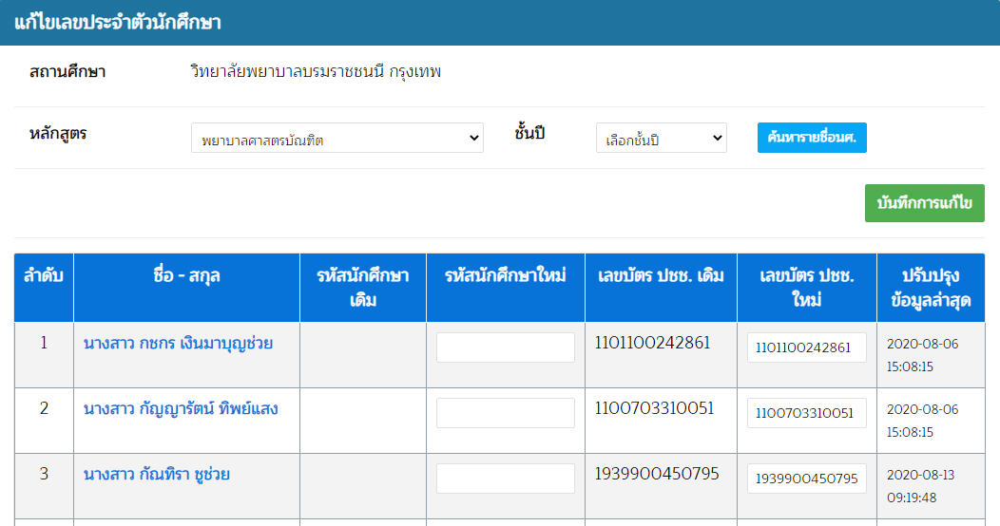 แก้ไขเลขประจำตัวนักศึกษา
สถานศึกษา วิทยาลัยพยาบาลบรมราชชนนี กรุงเทพ
หลักสูตร พยาบาลศาสตรบัณฑิต ชั้นปี เลือกชั้นปี ค้นหารายชื่อนศ.
บันทึกการแก้ไข
ลำดับ ชื่อ - สกุล รหัสนักศึกษา รหัสนักศึกษาใหม่ เลขบัตร ปชช. เดิม เลขบัตร ปชช. ปรับปรุง
เดิม ใหม่ ข้อมูลล่าสุด
1 นางสาว กชกร เงินมาบุญช่วย 1101100242861 1101100242861 2020-08-06
15:08:15
2 นางสาว กัญญารัตน์ ทิพย์แสง 1100703310051 1100703310051 2020-08-06
15:08:15
3 นางสาว กัณทิรา ชูช่วย 1939900450795 1939900450795 2020-08-13
09:19:48